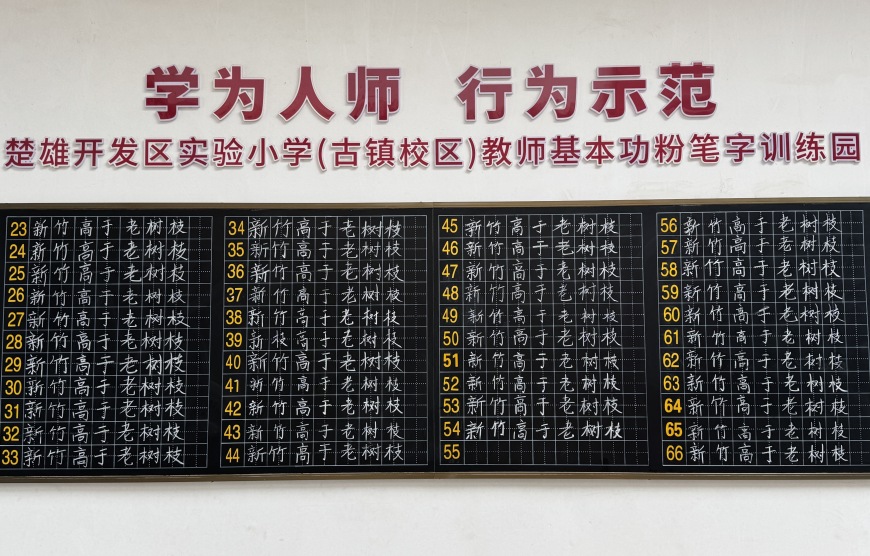 学为人师 行为示范
楚雄开发区实验小学(古镇校区)教师基本功粉笔字训练园
23 新竹高于老树枝
24 新竹高于老树枝
25 新竹高于老树枝
26 新竹高于老树枝
27 新竹高于老树枝
28 新竹高于老树枝
29 新竹高于老树枝
30 新竹高于老树枝
31 新竹高于老树枝
32 新竹高于老树枝
33 新竹高于老树枝
34 新竹高于老树枝
35 新竹高于老树枝
36 新竹高于老树枝
37 新竹高于老树枝
38 新竹高于老树枝
39 新枝高于老树枝
40 新竹高于老树枝
41 新竹高于老树枝
42 新竹高于老树枝
43 新竹高于老树枝
44 新竹高于老树枝
45 新竹高于老树枝
46 新竹高于老树枝
47 新竹高于老树枝
48 新竹高于老树枝
49 新竹高于老树枝
50 新竹高于老树枝
51 新竹高于老树枝
52 新竹高于老树枝
53 新竹高于老树枝
54 新竹高于老树枝
55
56 新竹高于老树枝
57 新竹高于老树枝
58 新竹高于老树枝
59 新竹高于老树枝
60 新竹高于老树枝
61 新竹高于老树枝
62 新竹高于老树枝
63 新竹高于老树枝
64 新竹高于老树枝
65 新竹高于老树枝
66 新竹高于老树枝